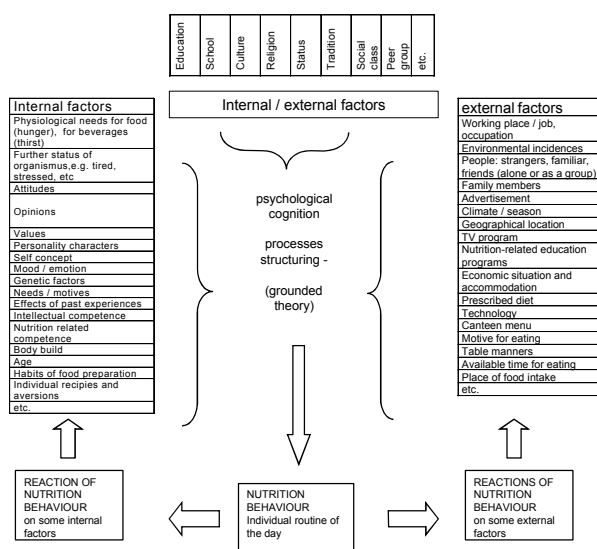 Education
School
Culture
Religion
Status
Tradition
Social
class
Peer
group
etc.
Internal / external factors
Internal factors
Physiological needs for food
(hunger), for beverages
(thirst)
Further status of
organismus,e.g. tired,
stressed, etc
Attitudes
Opinions
Values
Personality characters
Self concept
Mood / emotion
Genetic factors
Needs / motives
Effects of past experiences
Intellectual competence
Nutrition related
competence
Body build
Age
Habits of food preparation
Individual recipies and
aversions
etc.
psychological
cognition
processes
structuring -
(grounded
theory)
external factors
Working place / job,
occupation
Environmental incidences
People: strangers, familiar,
friends (alone or as a group)
Family members
Advertisement
Climate / season
Geographical location
TV program
Nutrition-related education
programs
Economic situation and
accommodation
Prescribed diet
Technology
Canteen menu
Motive for eating
Table manners
Available time for eating
Place of food intake
etc.
REACTION OF
NUTRITION
BEHAVIOUR
on some internal
factors
NUTRITION
BEHAVIOUR
Individual routine of
the day
REACTIONS OF
NUTRITION
BEHAVIOUR
on some external
factors